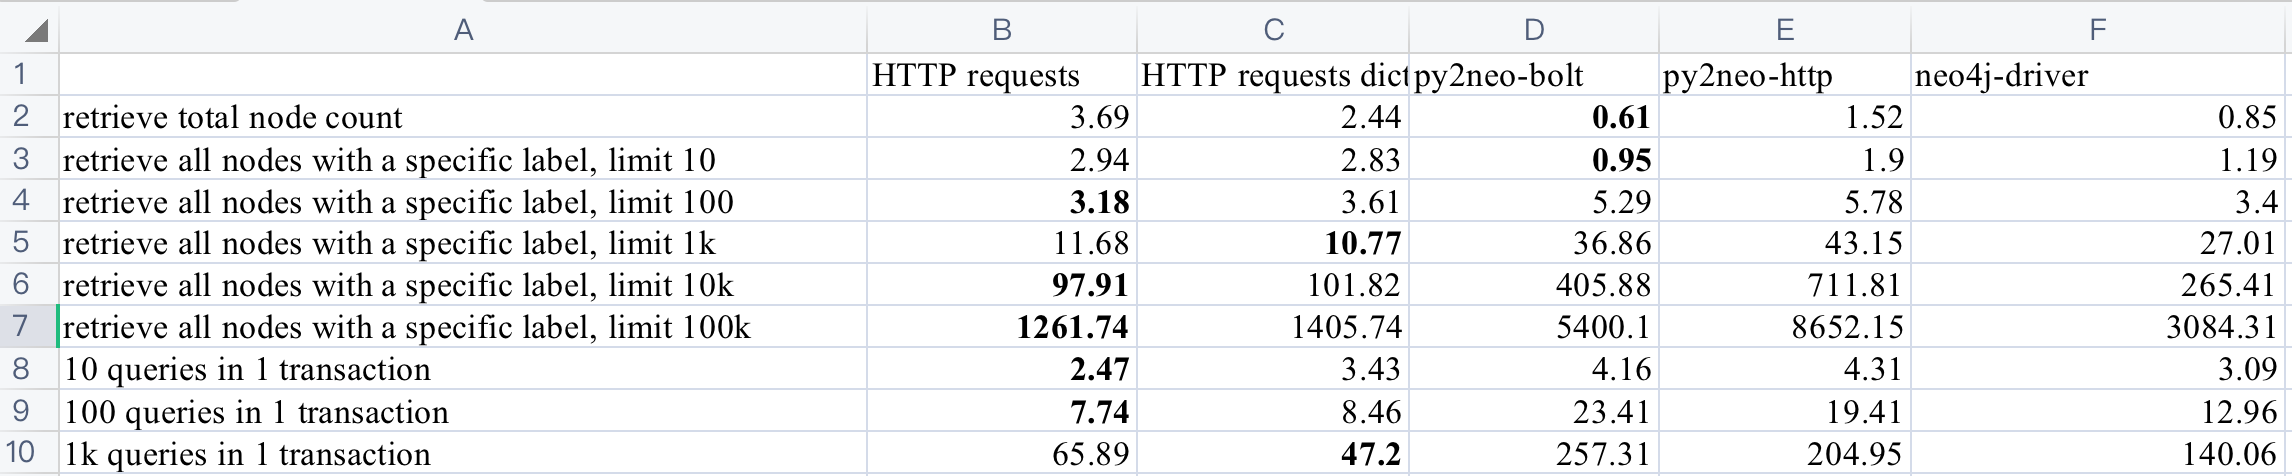 A B C D E F
1 HTTP requests HTTP requests dict py2neo-bolt py2neo-http neo4j-driver
2 retrieve total node count 3.69 2.44 0.61 1.52 0.85
3 retrieve all nodes with a specific label, limit 10 2.94 2.83 0.95 1.9 1.19
4 retrieve all nodes with a specific label, limit 100 3.18 3.61 5.29 5.78 3.4
5 retrieve all nodes with a specific label, limit 1k 11.68 10.77 36.86 43.15 27.01
6 retrieve all nodes with a specific label, limit 10k 97.91 101.82 405.88 711.81 265.41
7 retrieve all nodes with a specific label, limit 100k 1261.74 1405.74 5400.1 8652.15 3084.31
8 10 queries in 1 transaction 2.47 3.43 4.16 4.31 3.09
9 100 queries in 1 transaction 7.74 8.46 23.41 19.41 12.96
10 1k queries in 1 transaction 65.89 47.2 257.31 204.95 140.06